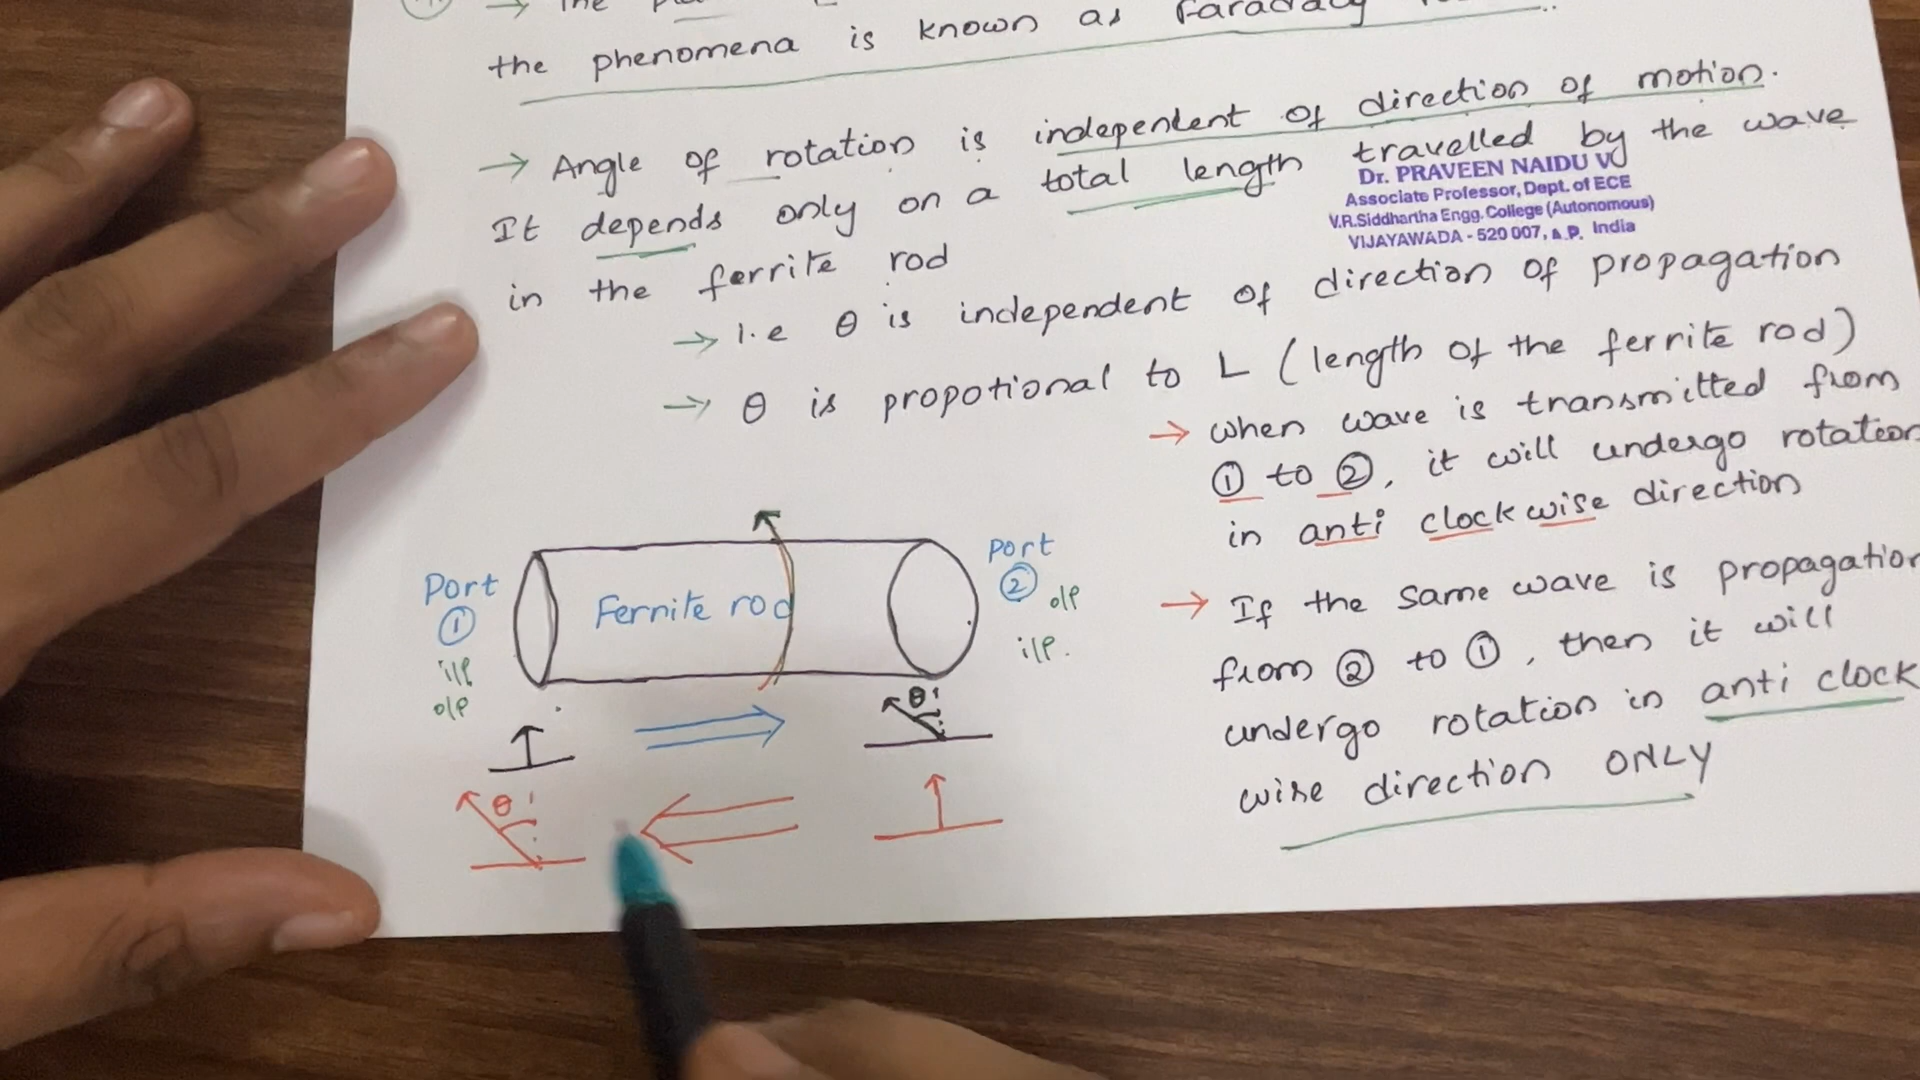 → The
the phenomena is known as Faraday
→ Angle of rotation is independent of direction of motion.
It depends only on a total length travelled by the wave
in the ferrite rod
Dr. PRAVEEN NAIDU V
Associate Professor, Dept. of ECE
V.R.Siddhartha Engg. College (Autonomous)
VIJAYAWADA - 520 007, A.P. India
→ I.e θ is independent of direction of propagation
→ θ is propotional to L (length of the ferrite rod)
→ when wave is transmitted from
① to ②, it will undergo rotation
in anti clockwise direction
→ If the same wave is propagation
from ② to ①, then it will
undergo rotation in anti clock
wise direction ONLY
Port
①
i/p
o/p
Ferrite rod
Port
②
o/p
i/p.
θ'
θ'